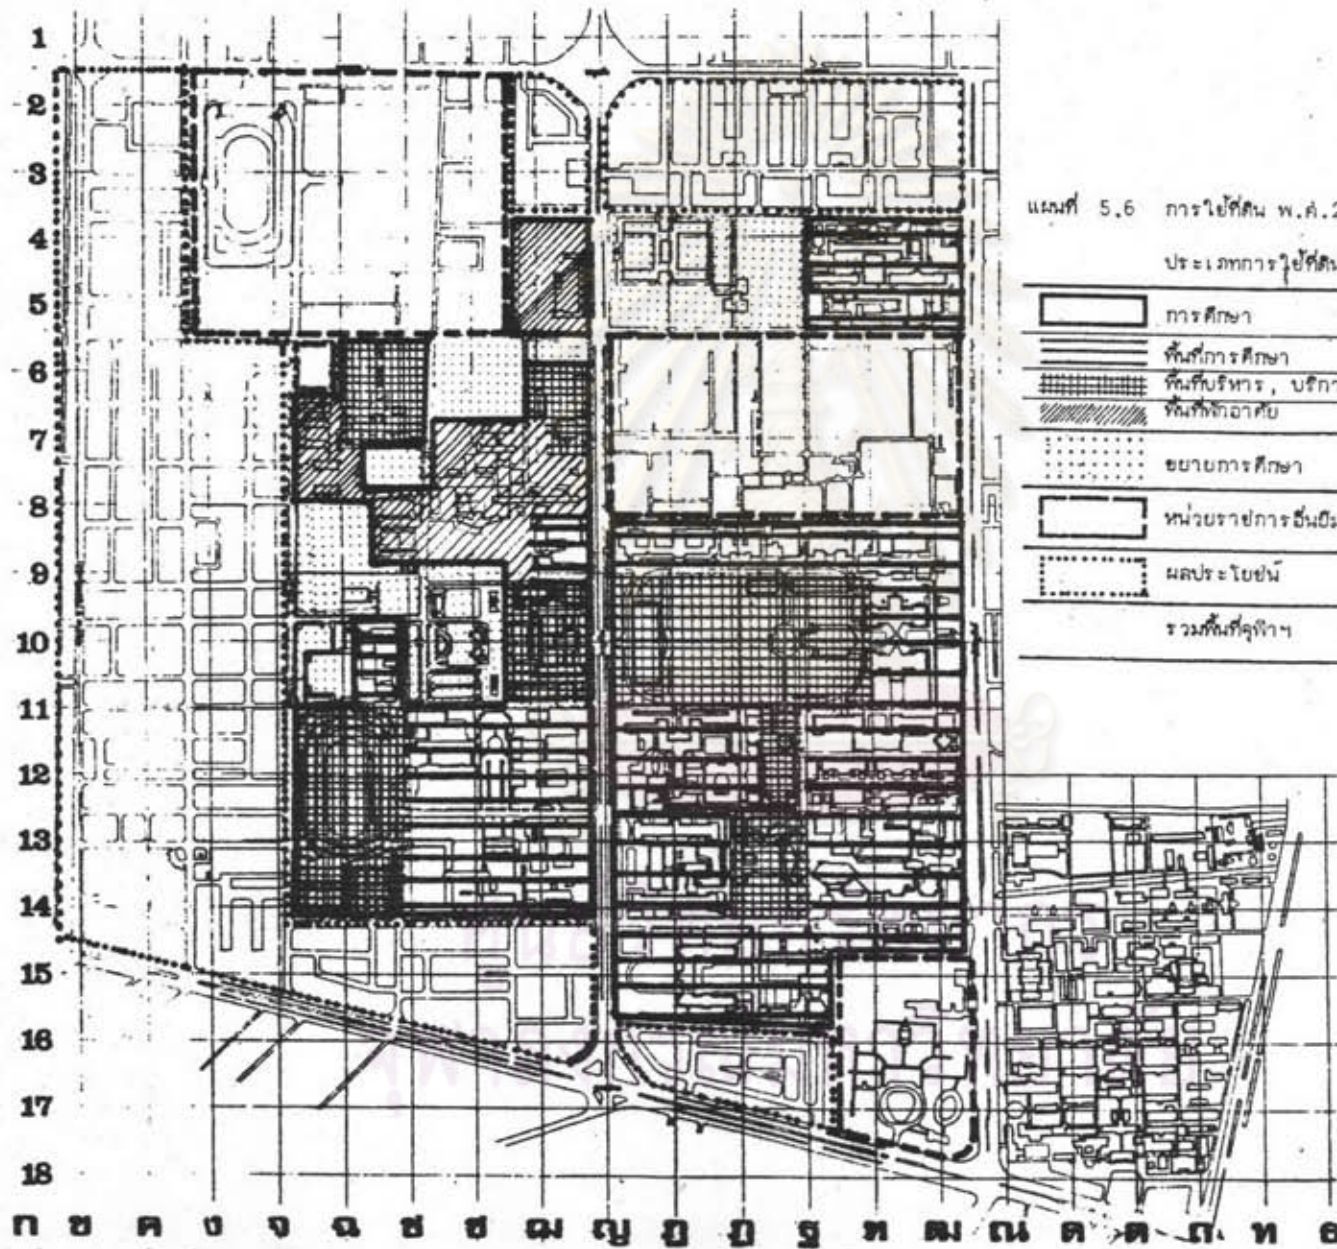 แผนที่ 5.6 การใช้ที่ดิน พ.ศ.2
ประเภทการใช้ที่ดิน
การศึกษา
พื้นที่การศึกษา
พื้นที่บริหาร, บริกา
พื้นที่พักอาศัย
ขยายการศึกษา
หน่วยราชการอื่นยืม
ผลประโยชน์
รวมพื้นที่จุฬาฯ
1
2
3
4
5
6
7
8
9
10
11
12
13
14
15
16
17
18
ก ข ค ง จ ฉ ช ซ ฌ ญ
ฐ ฑ ฒ ณ ด ต ถ ท ธ